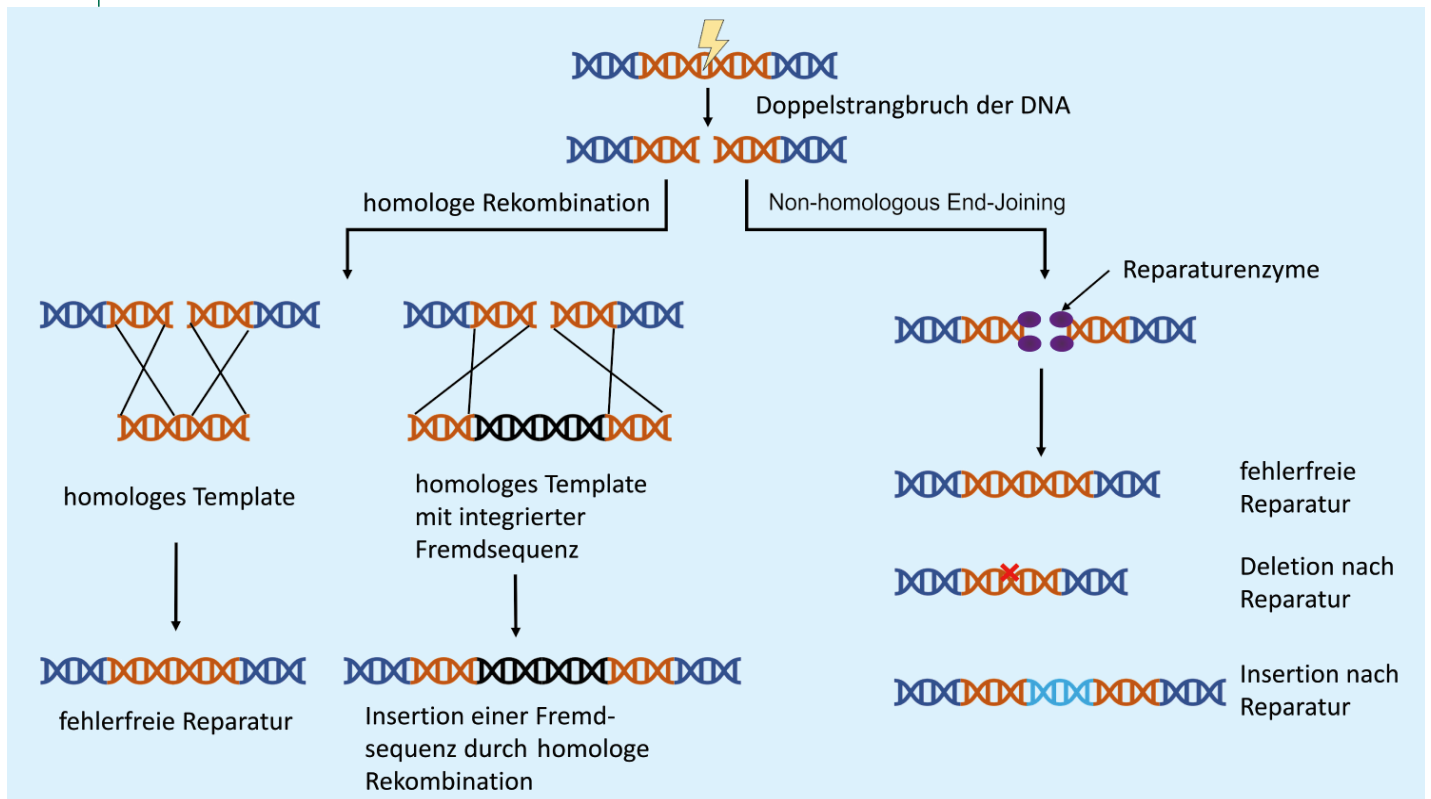 Doppelstrangbruch der DNA
homologe Rekombination
Non-homologous End-Joining
Reparaturenzyme
homologes Template
homologes Template
mit integrierter
Fremdsequenz
fehlerfreie
Reparatur
Deletion nach
Reparatur
Insertion nach
Reparatur
fehlerfreie Reparatur
Insertion einer Fremd-
sequenz durch homologe
Rekombination